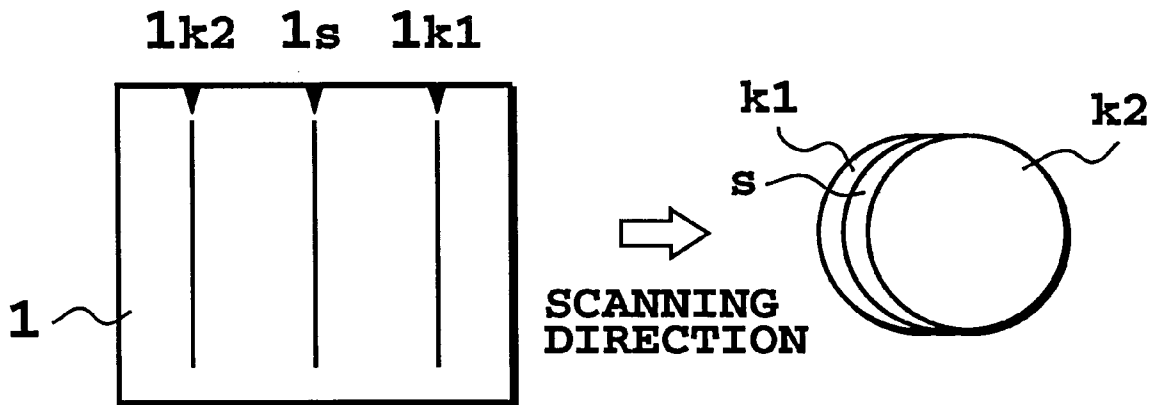 1k2 1s 1k1
k1
k2
s
1
SCANNING
DIRECTION